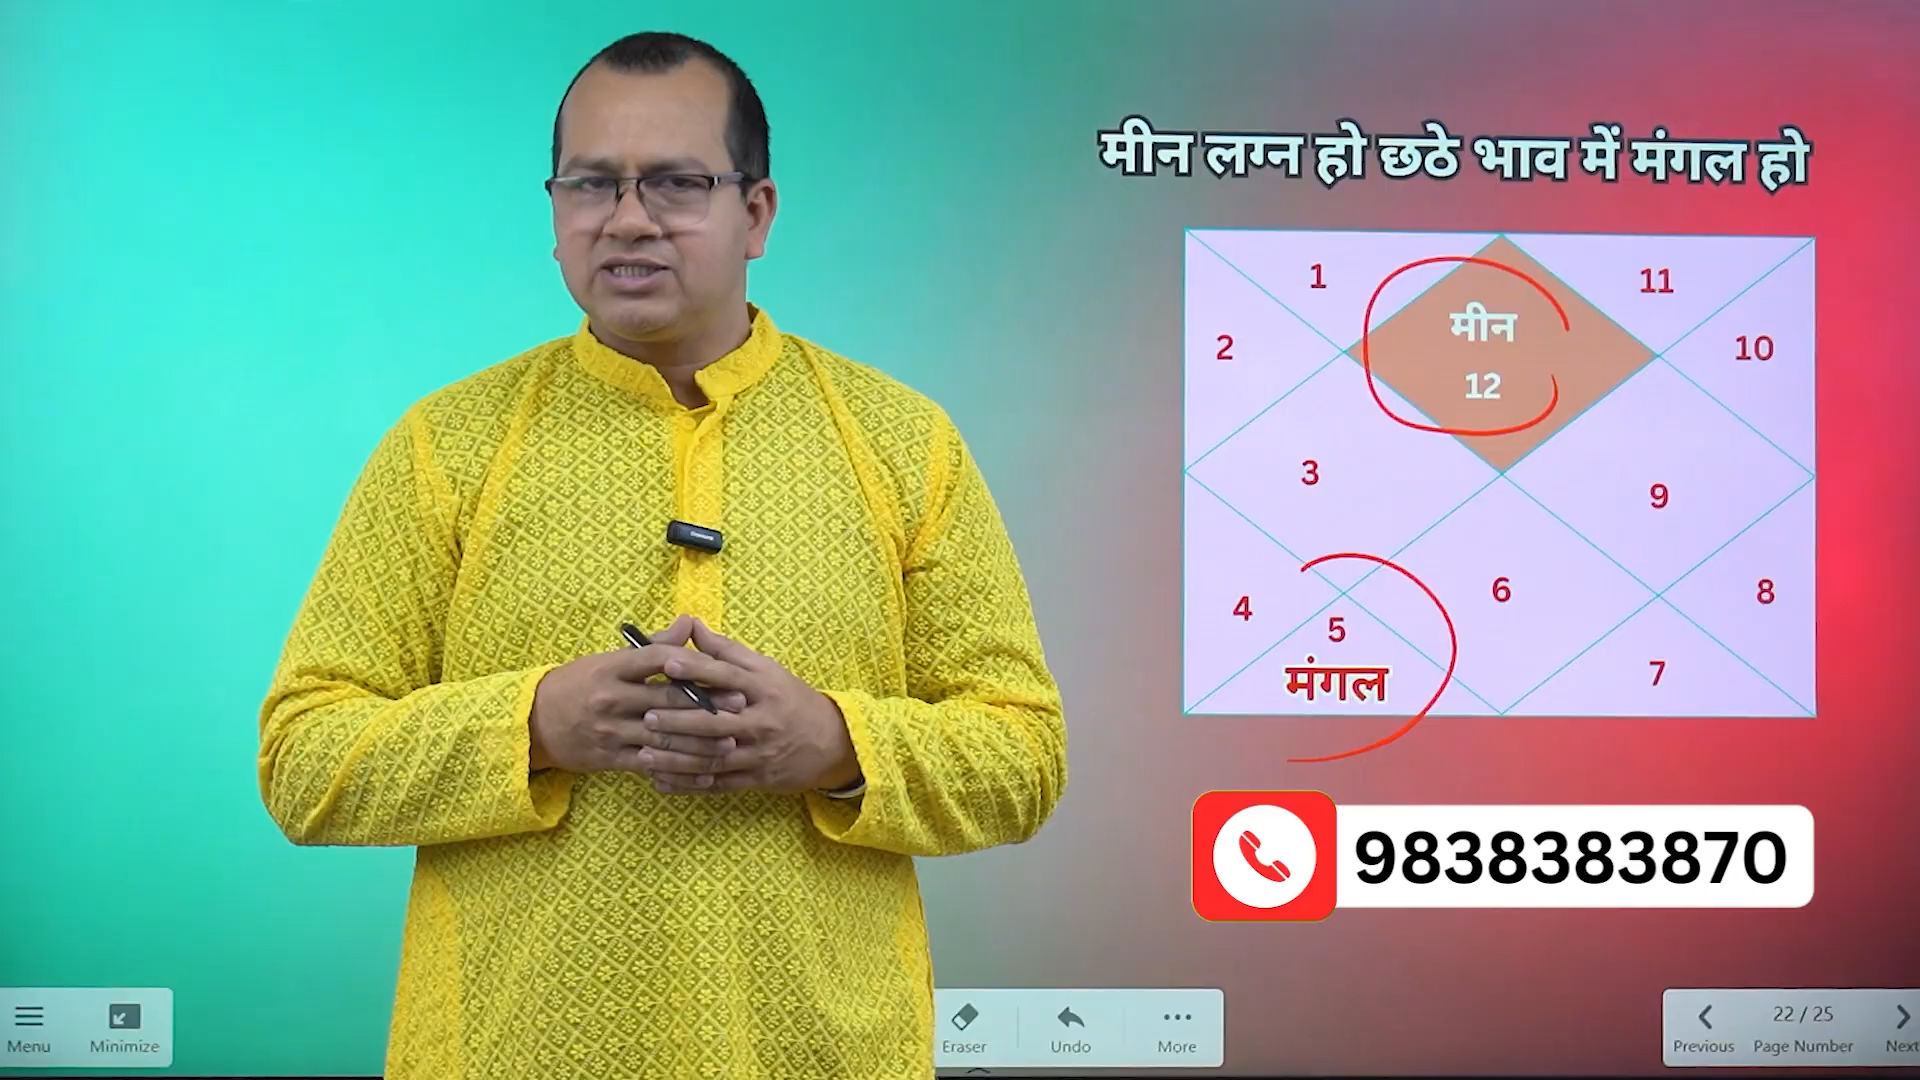 मीन लग्न हो छठे भाव में मंगल हो
1
11
2
मीन
10
12
3
9
4
5
6
8
मंगल
7
9838383870
Menu
Minimize
Eraser
Undo
More
Previous
22 / 25
Page Number
Next